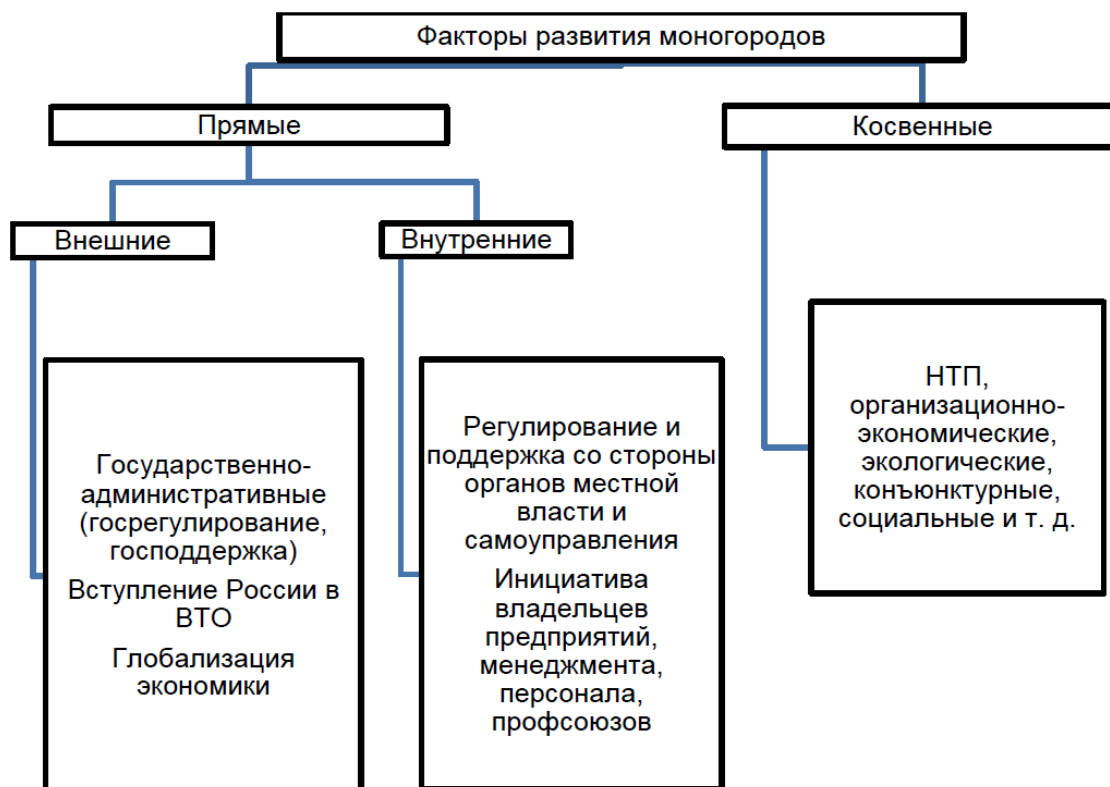 Факторы развития моногородов
Прямые
Косвенные
Внешние
Внутренние
Государственно-
административные
(госрегулирование,
господдержка)
Вступление России в
ВТО
Глобализация
экономики
Регулирование и
поддержка со стороны
органов местной
власти и
самоуправления
Инициатива
владельцев
предприятий,
менеджмента,
персонала,
профсоюзов
НТП,
организационно-
экономические,
экологические,
конъюнктурные,
социальные и т. д.